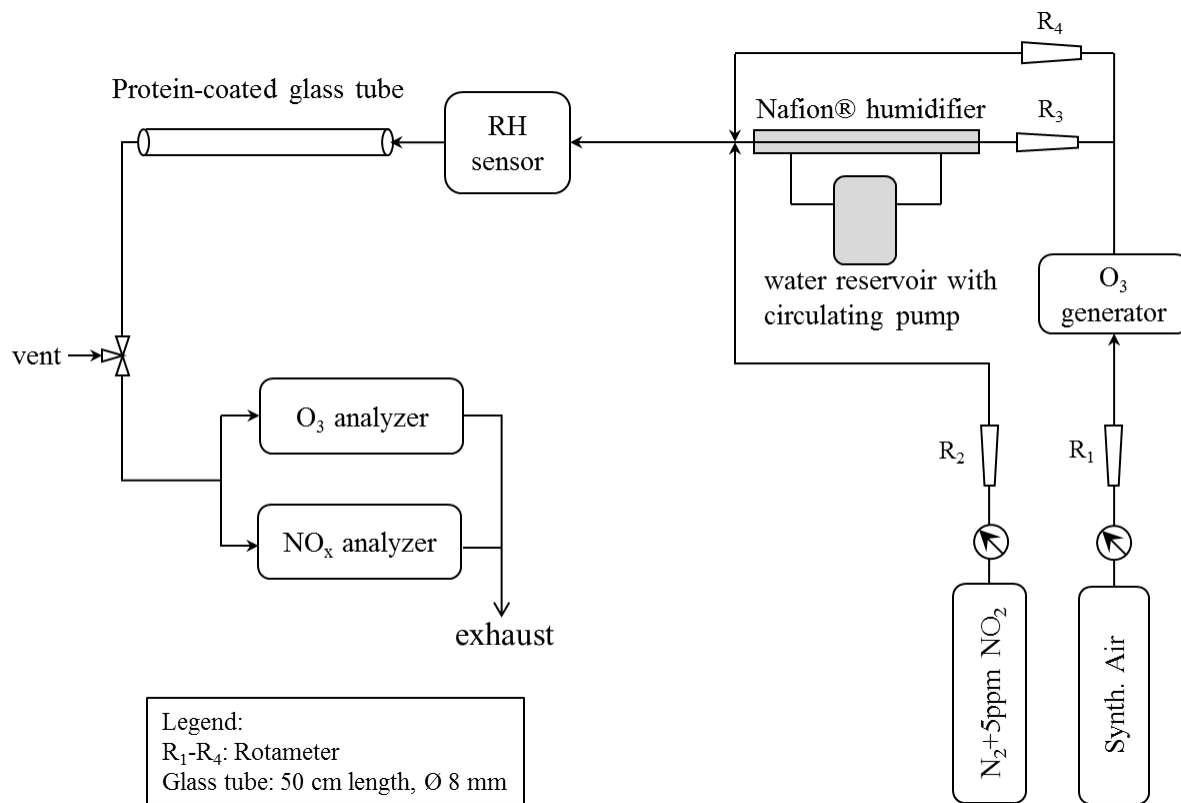 R4
Protein-coated glass tube
Nafion® humidifier
R3
RH
sensor
water reservoir with
circulating pump
O3
generator
vent
O3 analyzer
R2
R1
NOx analyzer
exhaust
N2+5ppm NO2
Synth. Air
Legend:
R1-R4: Rotameter
Glass tube: 50 cm length, Ø 8 mm